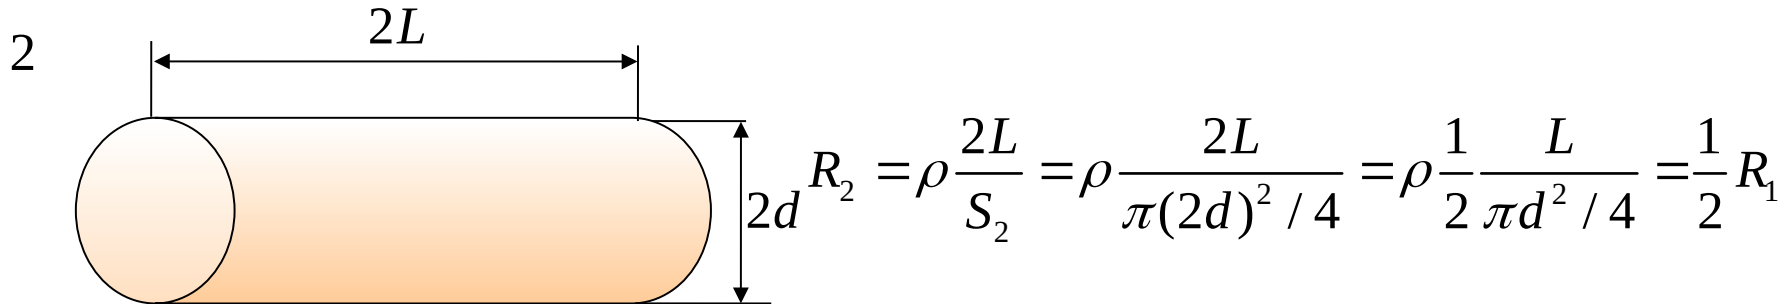 2
2L
2d
R₂ = ρ 2L/S₂ = ρ 2L/(π(2d)² / 4) = ρ 1/2 L/(πd² / 4) = 1/2 R₁